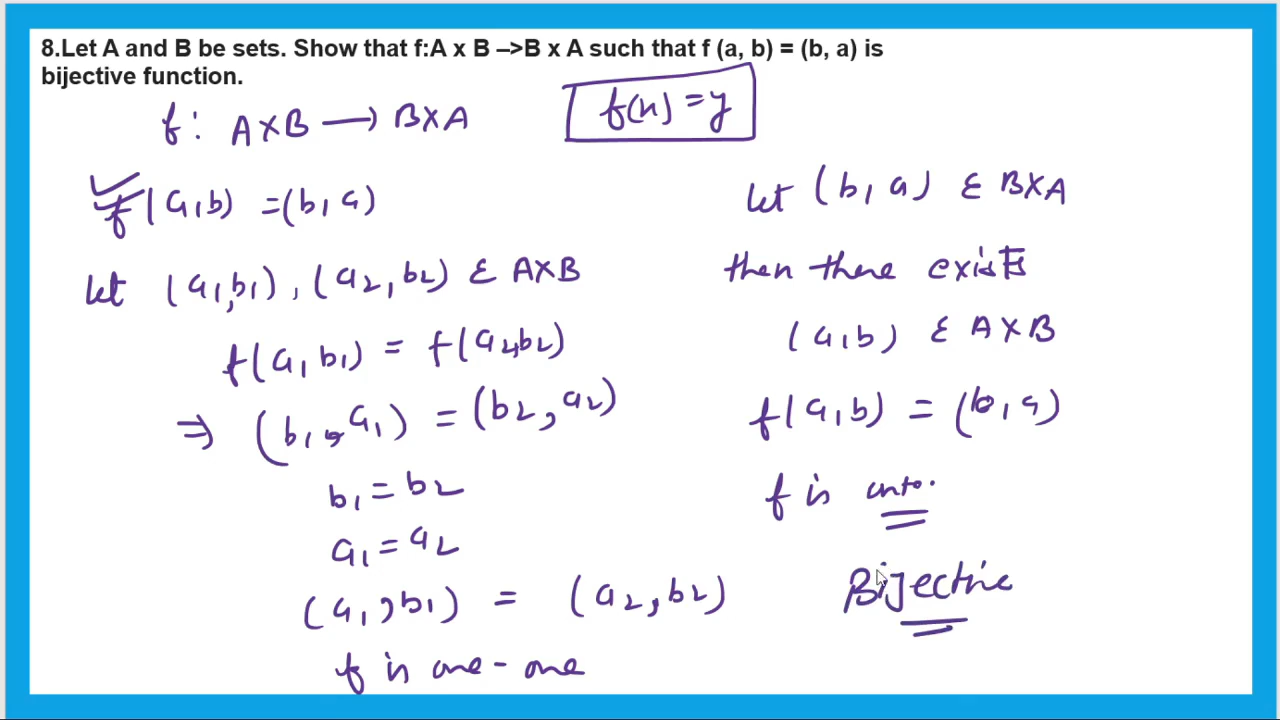 8.Let A and B be sets. Show that f:A x B –>B x A such that f (a, b) = (b, a) is
bijective function.
f: A×B → B×A
f(x) = y
f(a,b) = (b,a)
let (a1,b1), (a2,b2) ε A×B
f(a1,b1) = f(a2,b2)
⇒ (b1,a1) = (b2,a2)
b1 = b2
a1 = a2
(a1,b1) = (a2,b2)
f is one-one
let (b,a) ε B×A
then there exists
(a,b) ε A×B
f(a,b) = (b,a)
f is onto.
Bijective